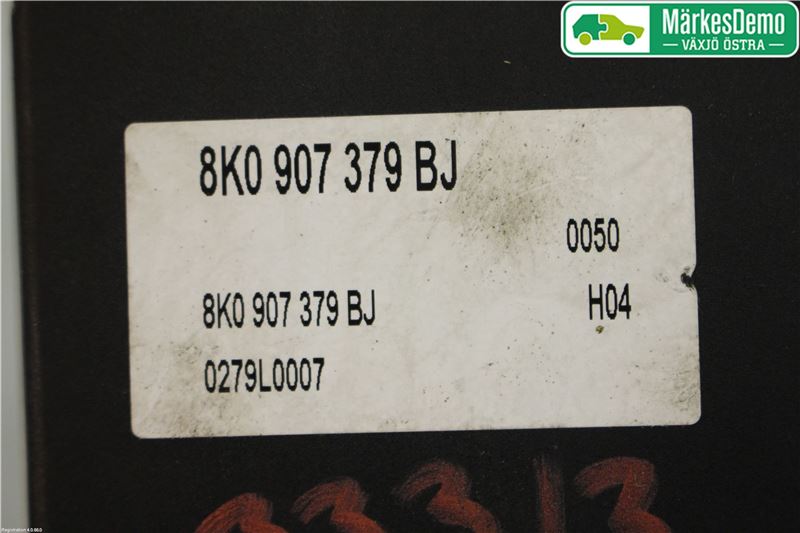 MärkesDemo
VÄXJÖ ÖSTRA
8K0 907 379 BJ
0050
8K0 907 379 BJ
H04
0279L0007